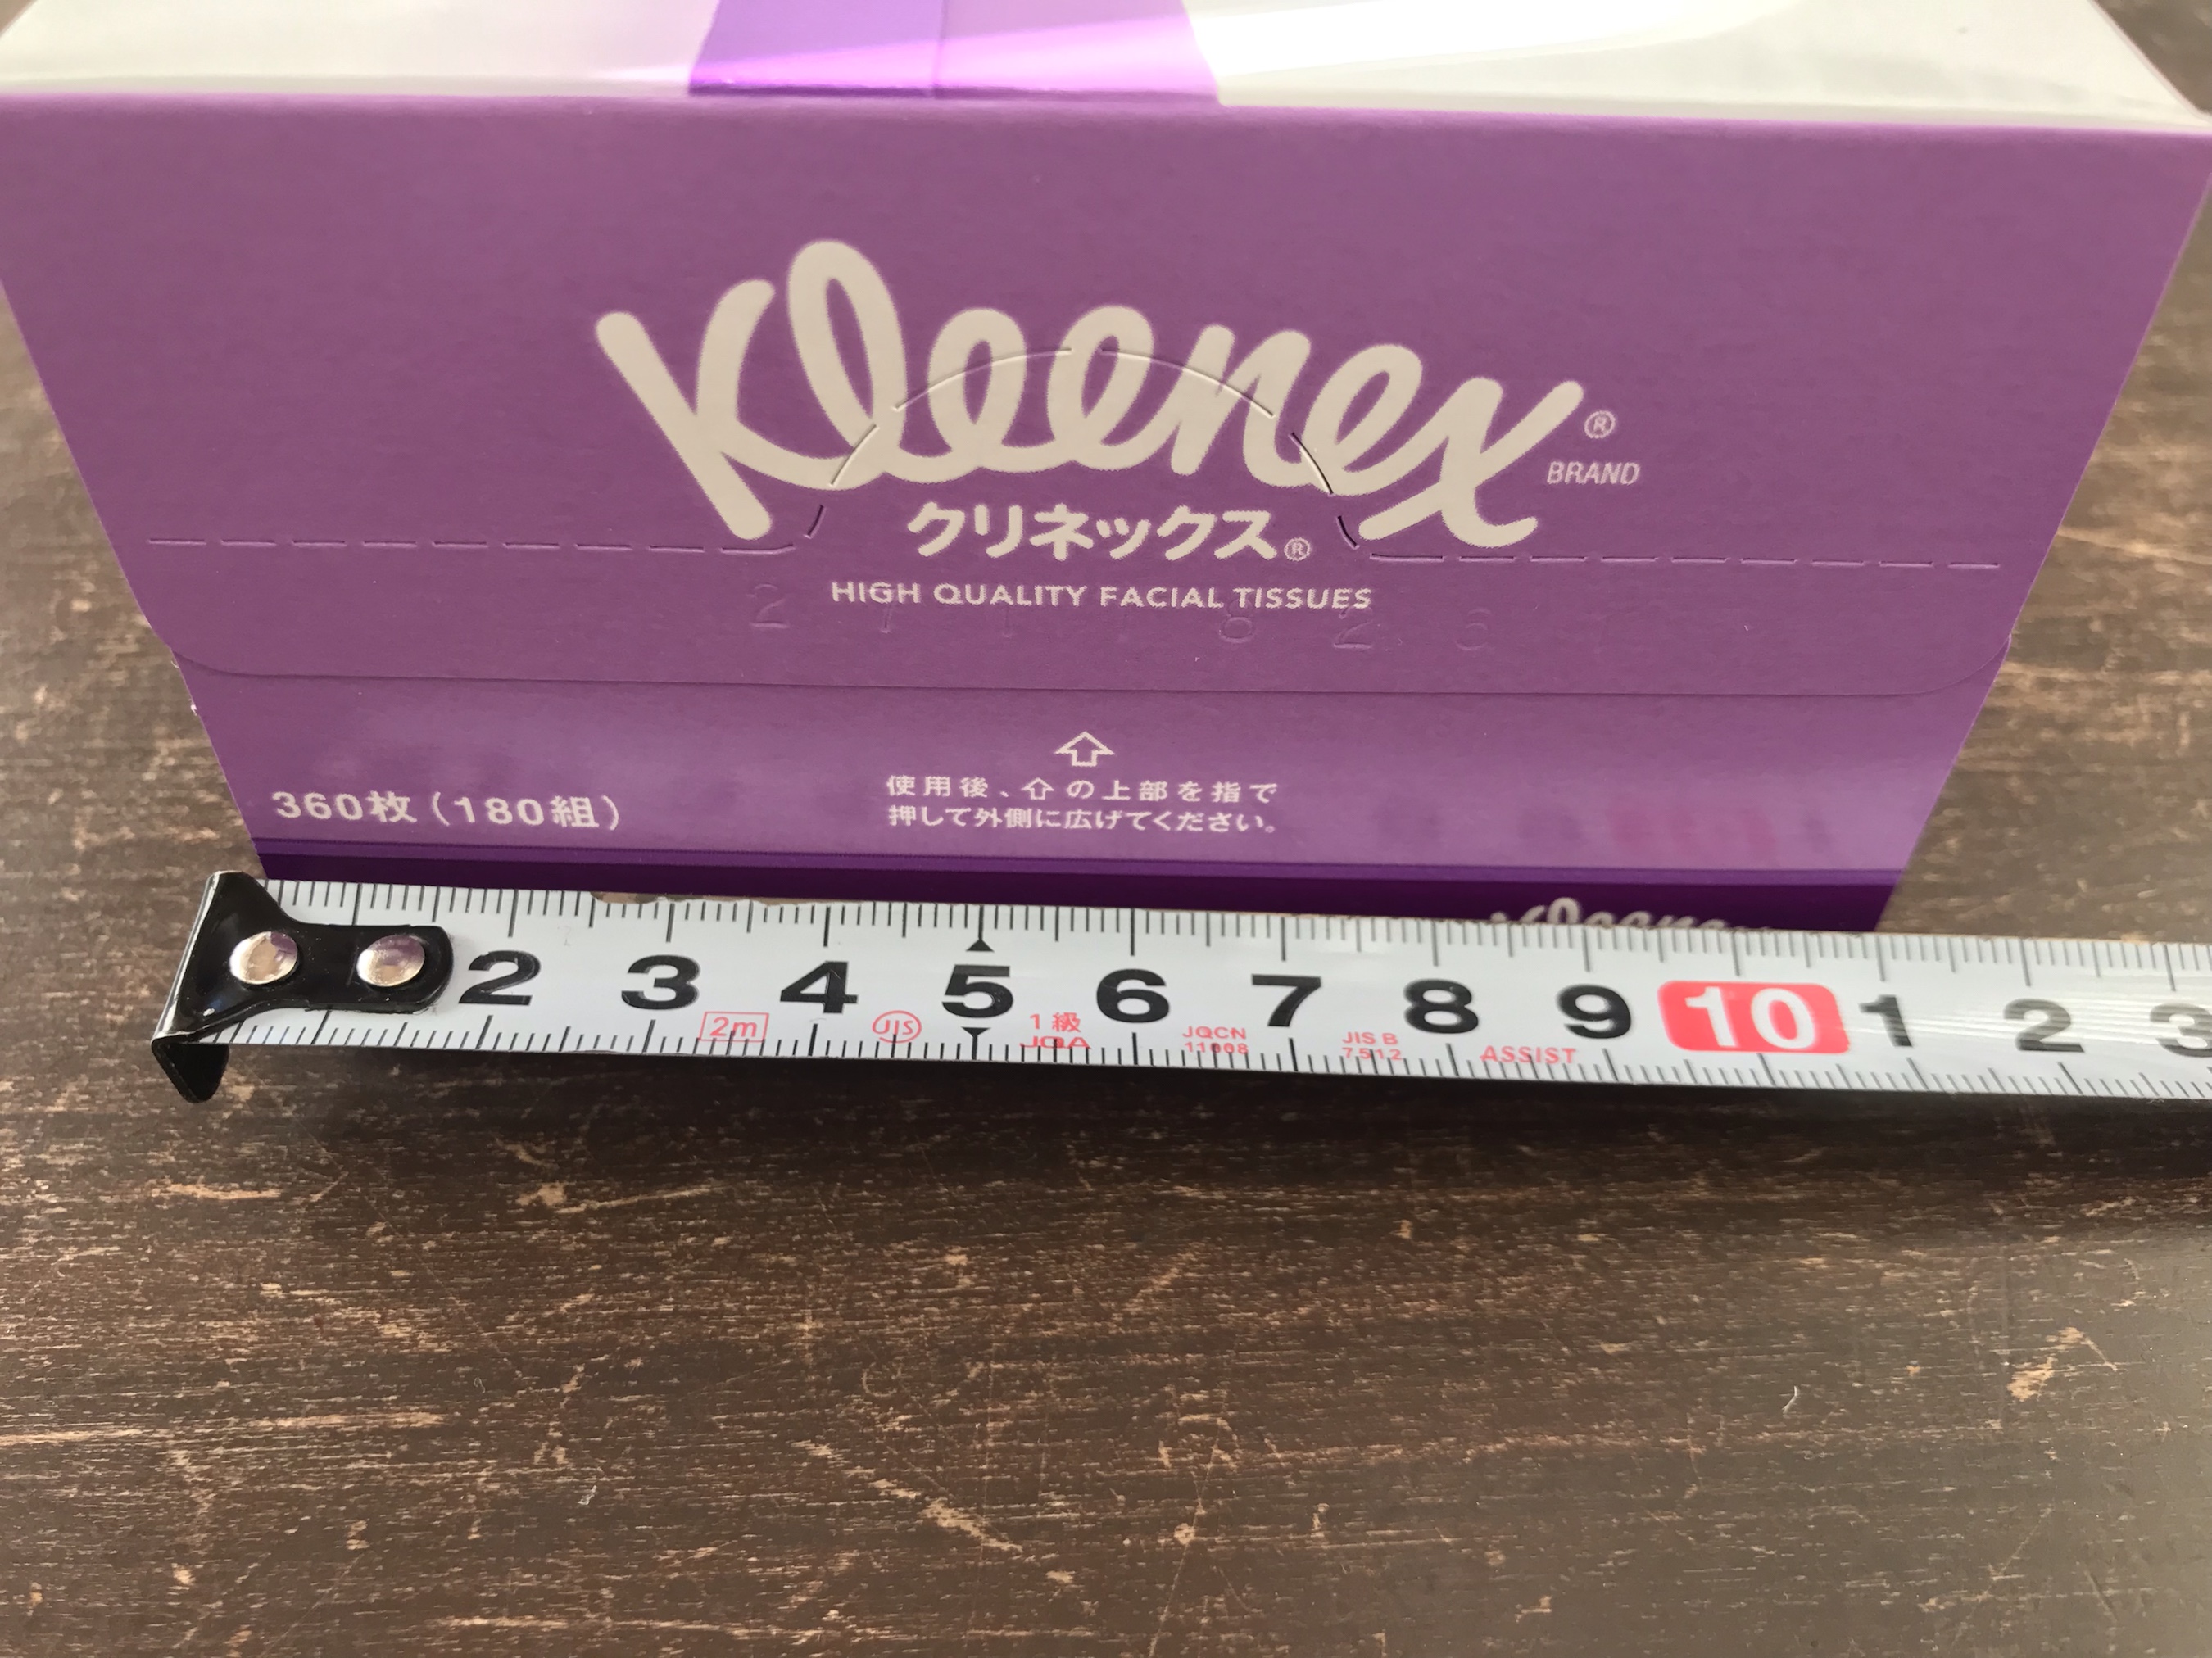 Kleenex®
BRAND
クリネックス®
HIGH QUALITY FACIAL TISSUES
使用後、⇧の上部を指で
押して外側に広げてください。
360枚(180組)
Kleenex
2 3 4 5 6 7 8 9 10 1 2 3
2m JIS 1級 JQCN JIS B ASSIST
JQA 11008 7512